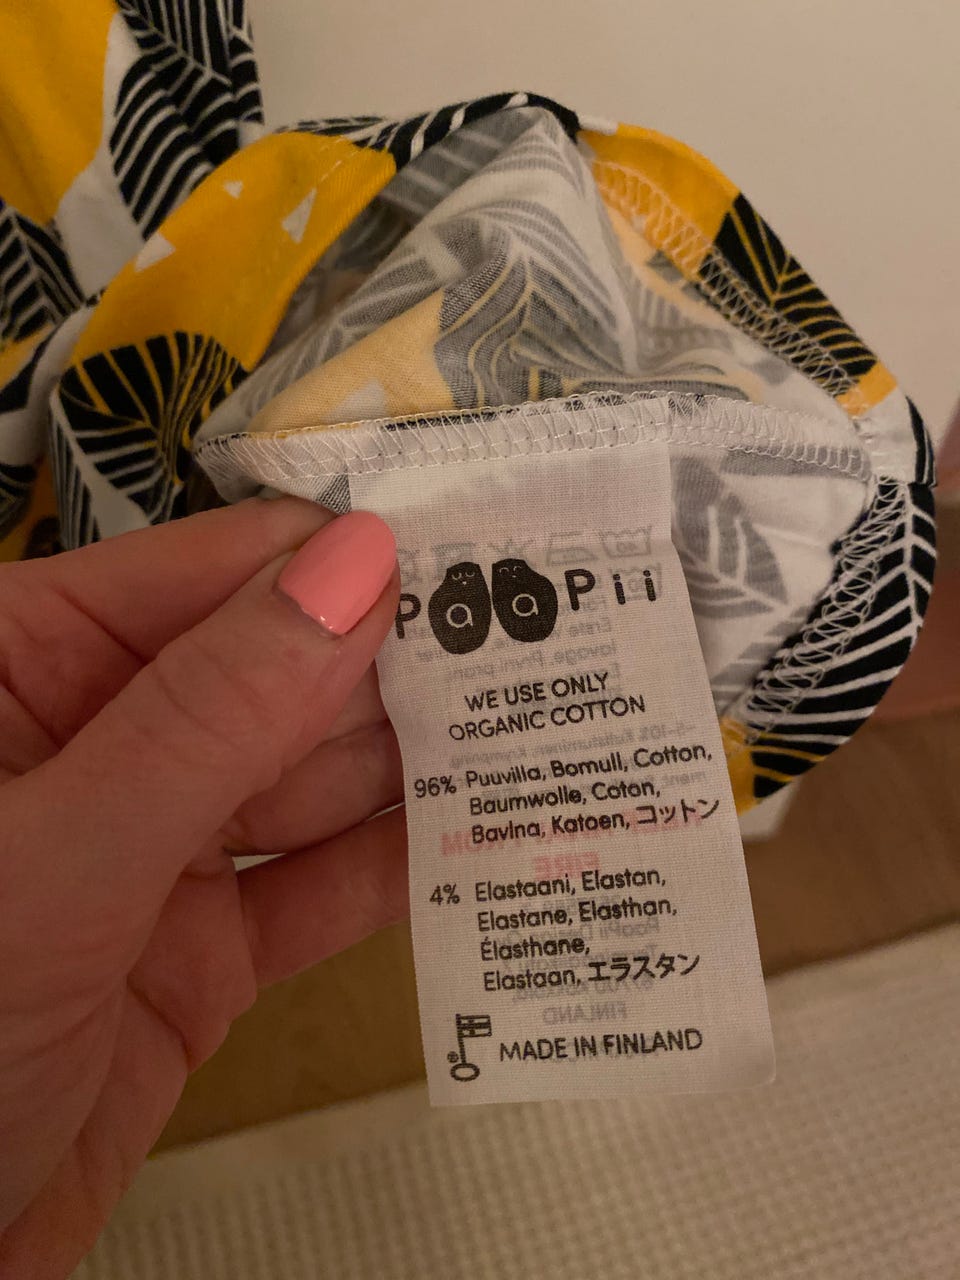 PaaPii
WE USE ONLY
ORGANIC COTTON
96% Puuvilla, Bomull, Cotton,
Baumwolle, Coton,
Bavlna, Katoen, コットン
4% Elastaani, Elastan,
Elastane, Elasthan,
Élasthane,
Elastaan, エラスタン
MADE IN FINLAND